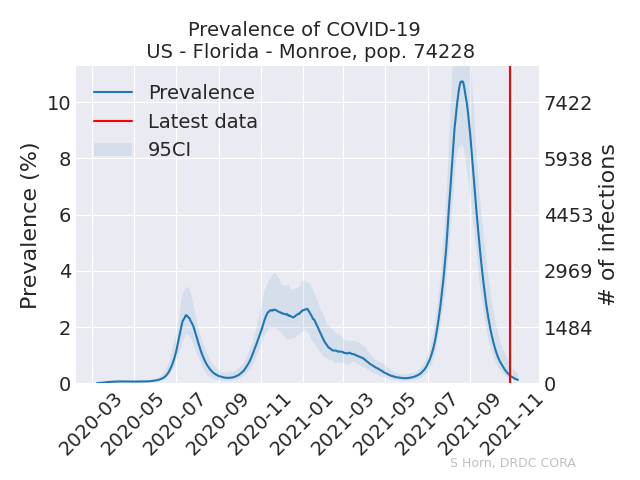 Prevalence of COVID-19
US - Florida - Monroe, pop. 74228
Prevalence
Latest data
95CI
Prevalence (%)
10
8
6
4
2
0
7422
5938
4453
2969
1484
0
# of infections
2020-03
2020-05
2020-07
2020-09
2020-11
2021-01
2021-03
2021-05
2021-07
2021-09
2021-11
S Horn, DRDC CORA